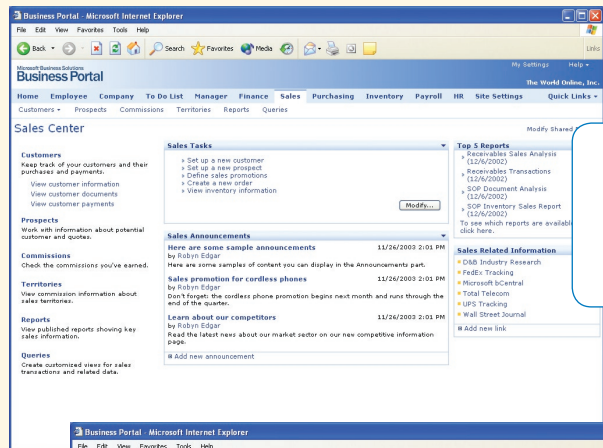 Business Portal - Microsoft Internet Explorer
File Edit View Favorites Tools Help
Back Search Favorites Media Links
Microsoft Business Solutions
Business Portal
My Settings Help
The World Online, Inc.
Home Employee Company To Do List Manager Finance Sales Purchasing Inventory Payroll HR Site Settings Quick Links
Customers Prospects Commissions Territories Reports Queries
Sales Center
Modify Shared
Customers
Keep track of your customers and their
purchases and payments.
View customer information
View customer documents
View customer payments
Prospects
Work with information about potential
customer and quotes.
Commissions
Check the commissions you've earned.
Territories
View commission information about
sales territories.
Reports
View published reports showing key
sales information.
Queries
Create customized views for sales
transactions and related data.
Sales Tasks
» Set up a new customer
» Set up a new prospect
» Define sales promotions
» Create a new order
» View inventory information
Modify...
Sales Announcements
Here are some sample announcements 11/26/2003 2:01 PM
by Robyn Edgar
Here are some samples of content you can display in the Announcements part.
Sales promotion for cordless phones 11/26/2003 2:01 PM
by Robyn Edgar
Don't forget: the cordless phone promotion begins next month and runs through the
end of the quarter.
Learn about our competitors 11/26/2003 2:01 PM
by Robyn Edgar
Read the latest news about our market sector on our new competitive information
page.
Add new announcement
Top 5 Reports
» Receivables Sales Analysis
(12/6/2002)
» Receivables Transactions
(12/6/2002)
» SOP Document Analysis
(12/6/2002)
» SOP Inventory Sales Report
(12/6/2002)
To see which reports are
click here.
Sales Related Information
D&B Industry Research
FedEx Tracking
Microsoft bCentral
Total Telecom
UPS Tracking
Wall Street Journal
Add new link
Business Portal - Microsoft Internet Explorer
File Edit View Favorites Tools Help